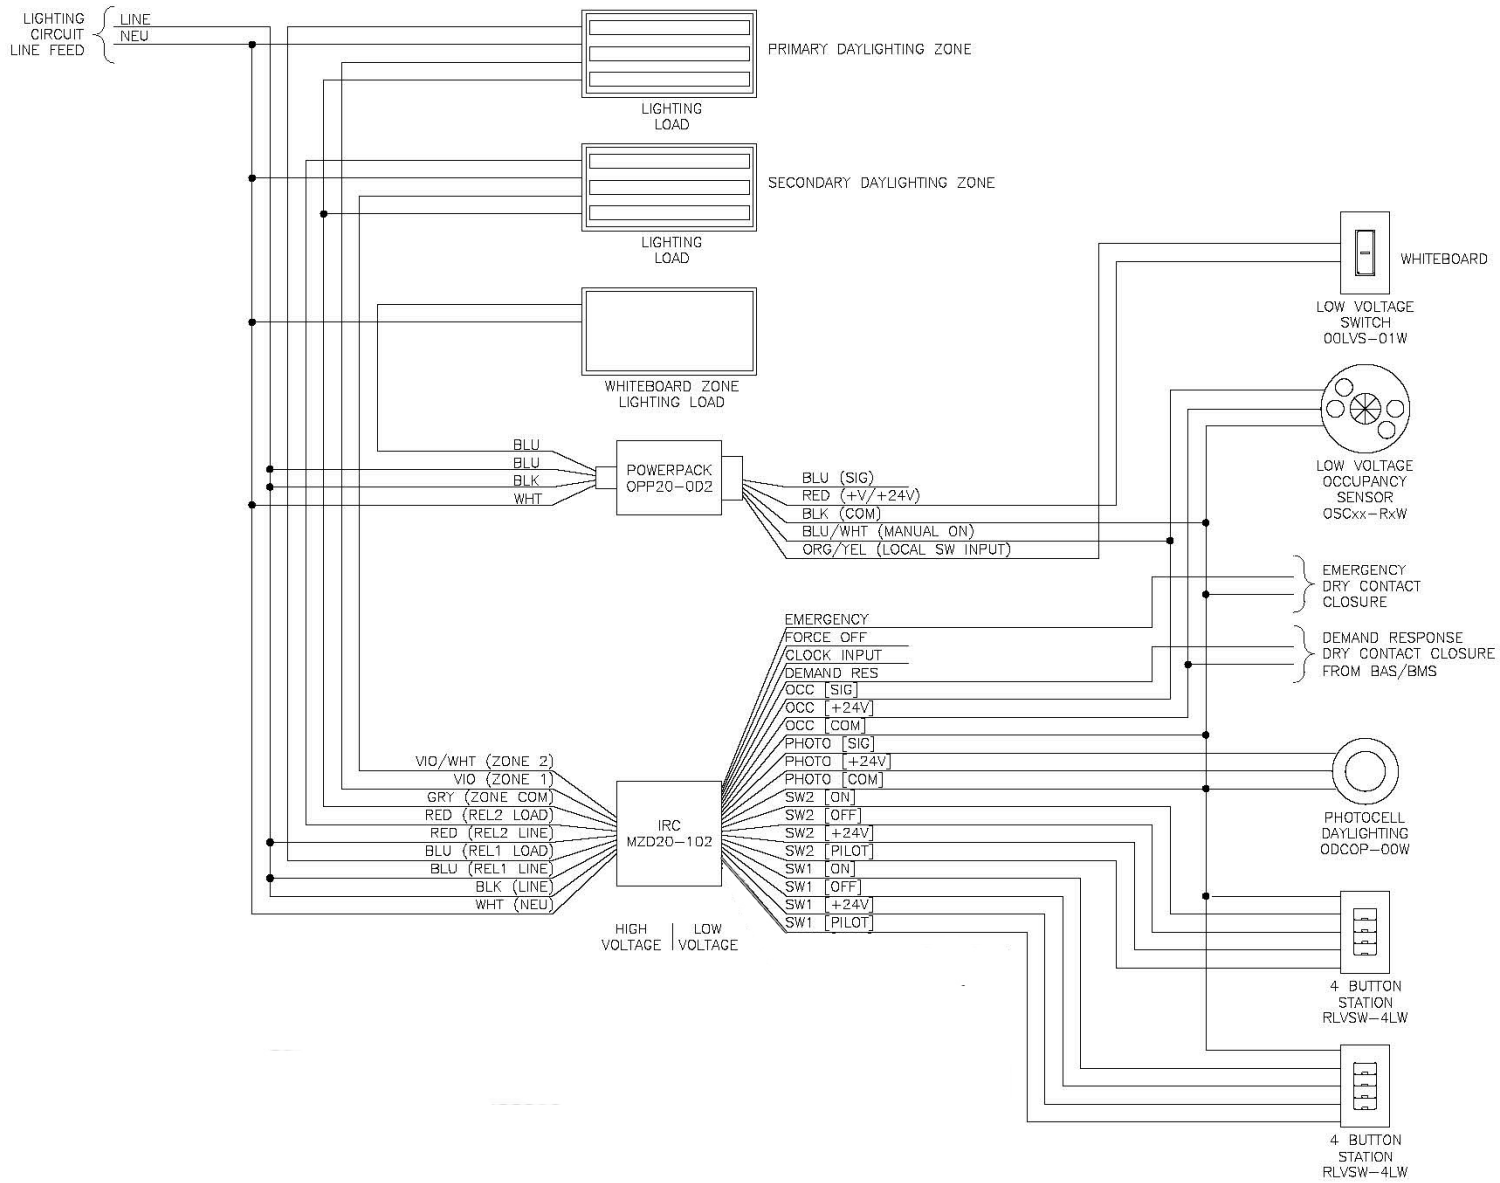 LIGHTING
CIRCUIT
LINE FEED
LINE
NEU
PRIMARY DAYLIGHTING ZONE
LIGHTING
LOAD
SECONDARY DAYLIGHTING ZONE
LIGHTING
LOAD
WHITEBOARD ZONE
LIGHTING LOAD
WHITEBOARD
LOW VOLTAGE
SWITCH
00LVS-01W
LOW VOLTAGE
OCCUPANCY
SENSOR
OSCxx-RxW
BLU
BLU
BLK
WHT
POWERPACK
OPP20-0D2
BLU (SIG)
RED (+V/+24V)
BLK (COM)
BLU/WHT (MANUAL ON)
ORG/YEL (LOCAL SW INPUT)
EMERGENCY
DRY CONTACT
CLOSURE
DEMAND RESPONSE
DRY CONTACT CLOSURE
FROM BAS/BMS
EMERGENCY
FORCE OFF
CLOCK INPUT
DEMAND RES
OCC [SIG]
OCC [+24V]
OCC [COM]
PHOTO [SIG]
PHOTO [+24V]
PHOTO [COM]
SW2 [ON]
SW2 [OFF]
SW2 [+24V]
SW2 [PILOT]
SW1 [ON]
SW1 [OFF]
SW1 [+24V]
SW1 [PILOT]
VIO/WHT (ZONE 2)
VIO (ZONE 1)
GRY (ZONE COM)
RED (REL2 LOAD)
RED (REL2 LINE)
BLU (REL1 LOAD)
BLU (REL1 LINE)
BLK (LINE)
WHT (NEU)
IRC
MZD20-102
HIGH
VOLTAGE
LOW
VOLTAGE
PHOTOCELL
DAYLIGHTING
ODCOP-00W
4 BUTTON
STATION
RLVSW-4LW
4 BUTTON
STATION
RLVSW-4LW